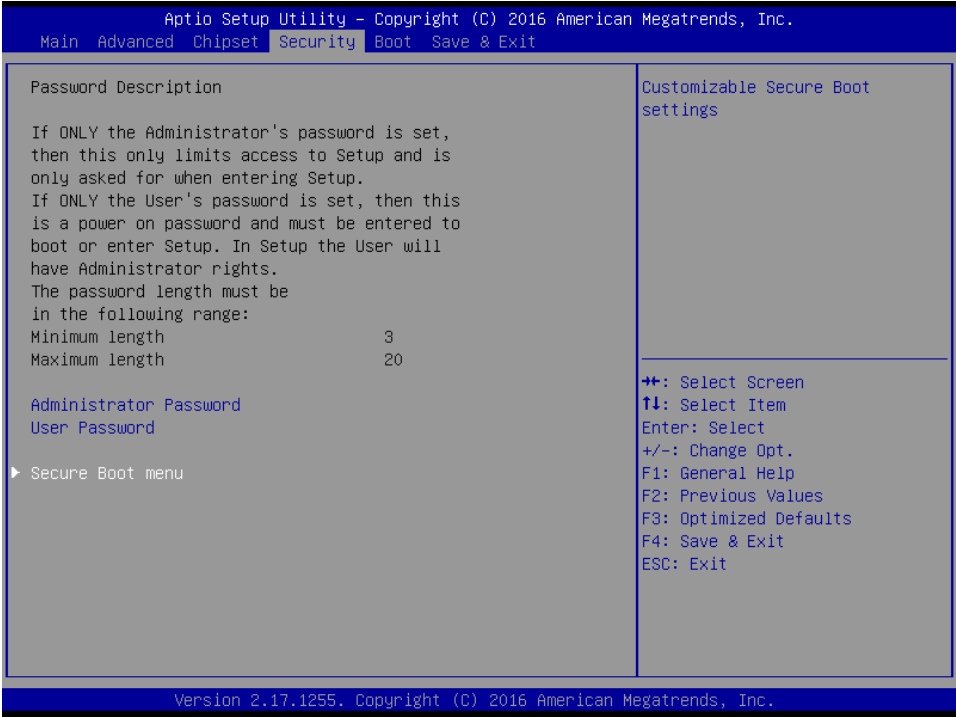 Aptio Setup Utility – Copyright (C) 2016 American Megatrends, Inc.
Main Advanced Chipset Security Boot Save & Exit
Password Description
If ONLY the Administrator's password is set,
then this only limits access to Setup and is
only asked for when entering Setup.
If ONLY the User's password is set, then this
is a power on password and must be entered to
boot or enter Setup. In Setup the User will
have Administrator rights.
The password length must be
in the following range:
Minimum length 3
Maximum length 20
Administrator Password
User Password
Secure Boot menu
Customizable Secure Boot
settings
→←: Select Screen
↑↓: Select Item
Enter: Select
+/-: Change Opt.
F1: General Help
F2: Previous Values
F3: Optimized Defaults
F4: Save & Exit
ESC: Exit
Version 2.17.1255. Copyright (C) 2016 American Megatrends, Inc.